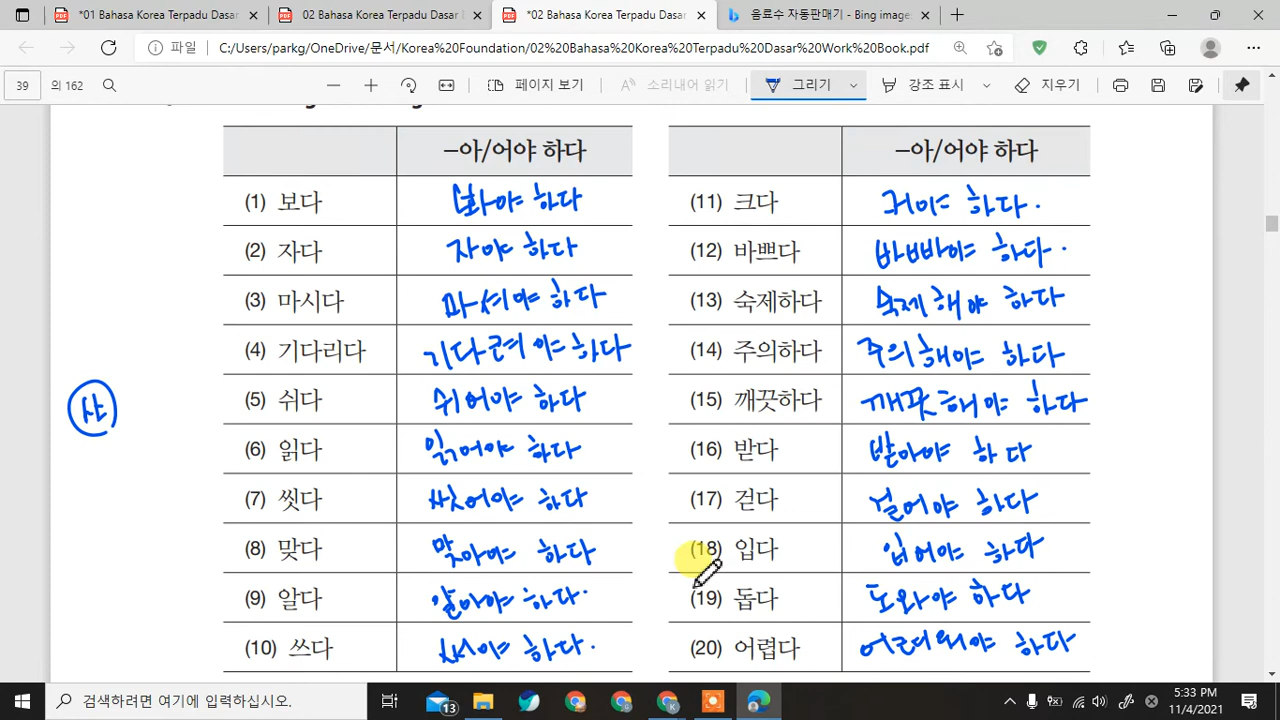 *01 Bahasa Korea Terpadu Dasar
02 Bahasa Korea Terpadu Dasar I
*02 Bahasa Korea Terpadu Dasar
음료수 자동판매기 - Bing image
파일 C:/Users/parkg/OneDrive/문서/Korea%20Foundation/02%20Bahasa%20Korea%20Terpadu%20Dasar%20Work%20Book.pdf
39 의 162 페이지 보기 소리내어 읽기 그리기 강조 표시 지우기
–아/어야 하다 –아/어야 하다
(1) 보다 봐야 하다 (11) 크다 커야 하다.
(2) 자다 자야 하다 (12) 바쁘다 바빠야 하다.
(3) 마시다 마셔야 하다 (13) 숙제하다 숙제해야 하다
(4) 기다리다 기다려야 하다 (14) 주의하다 주의해야 하다
(5) 쉬다 쉬어야 하다 (15) 깨끗하다 깨끗해야 하다
(6) 읽다 읽어야 하다 (16) 받다 받아야 하다
(7) 씻다 씻어야 하다 (17) 걷다 걸어야 하다
(8) 맞다 맞아야 하다 (18) 입다 입어야 하다
(9) 알다 알아야 하다. (19) 돕다 도와야 하다
(10) 쓰다 써야 하다. (20) 어렵다 어려워야 하다
검색하려면 여기에 입력하십시오.
13
5:33 PM
11/4/2021